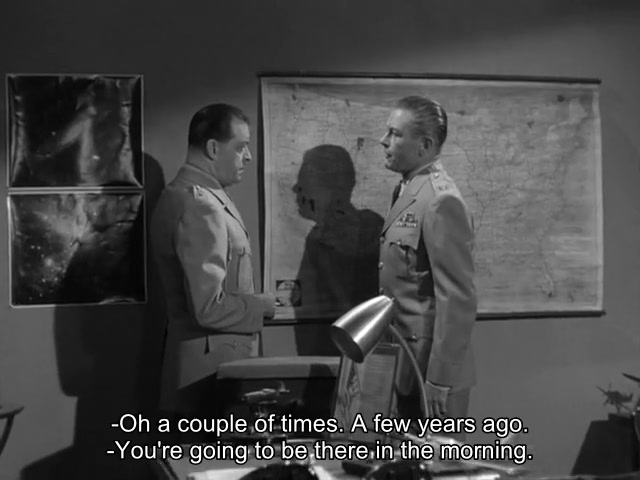 -Oh a couple of times. A few years ago.
-You're going to be there in the morning.